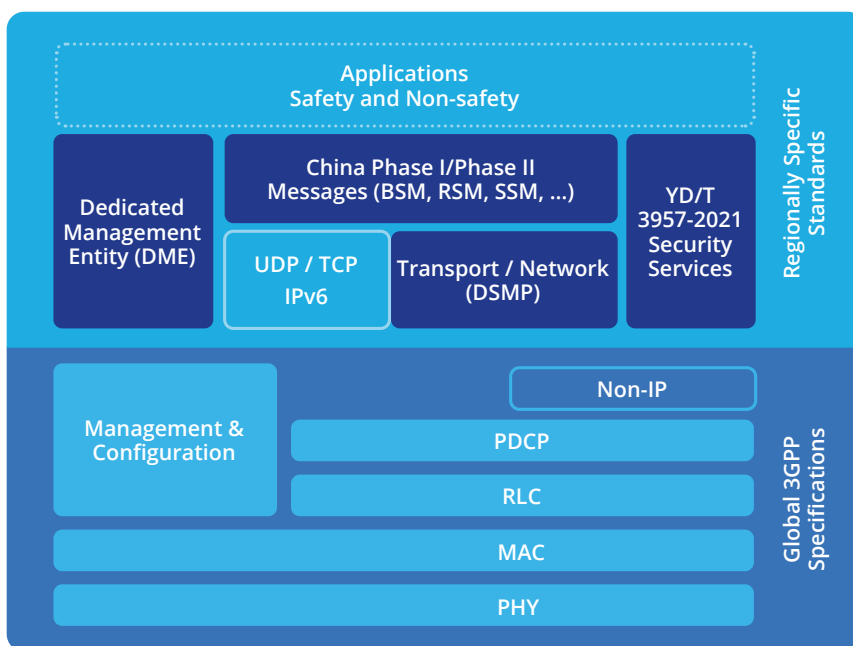 Applications
Safety and Non-safety
Dedicated
Management
Entity (DME)
China Phase I/Phase II
Messages (BSM, RSM, SSM, ...)
UDP / TCP
IPv6
Transport / Network
(DSMP)
YD/T
3957-2021
Security
Services
Regionally Specific
Standards
Management &
Configuration
Non-IP
PDCP
RLC
MAC
PHY
Global 3GPP
Specifications